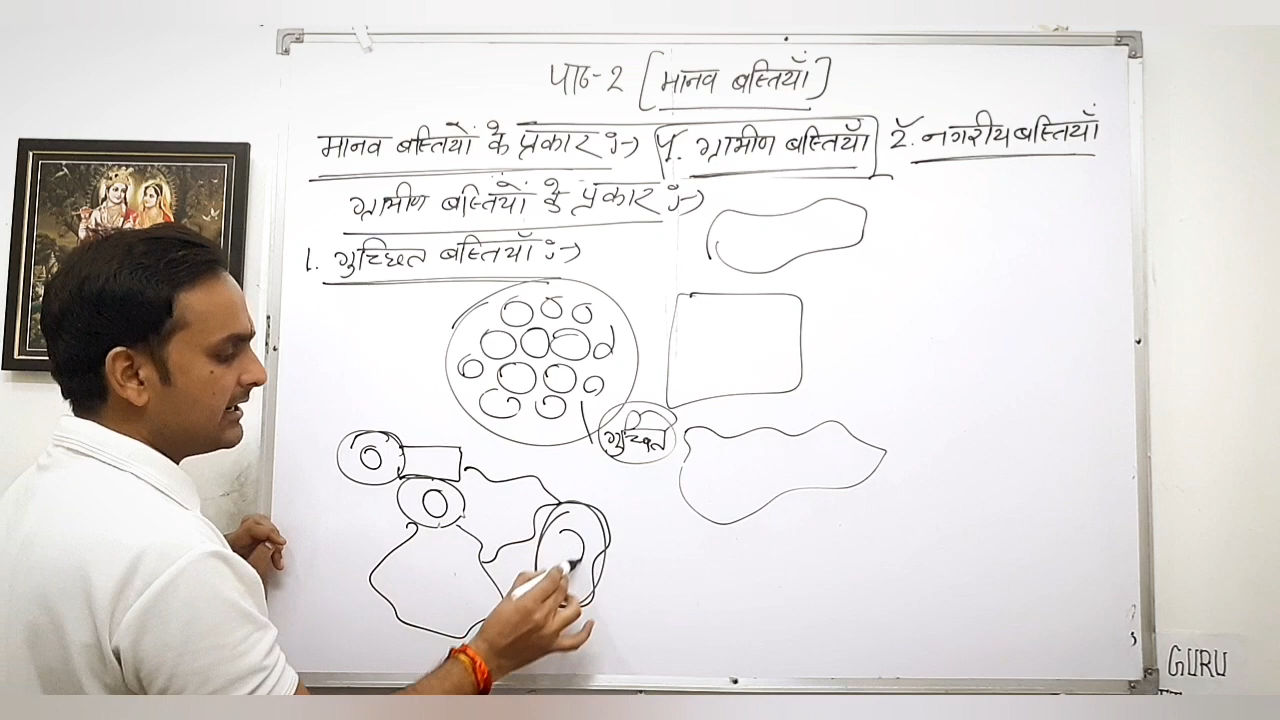 पाठ-2 [मानव बस्तियाँ]
मानव बस्तियों के प्रकार :-> 1. ग्रामीण बस्तियाँ 2. नगरीय बस्तियाँ
ग्रामीण बस्तियों के प्रकार :->
1. गुच्छित बस्तियाँ :->
गुच्छित
GURU